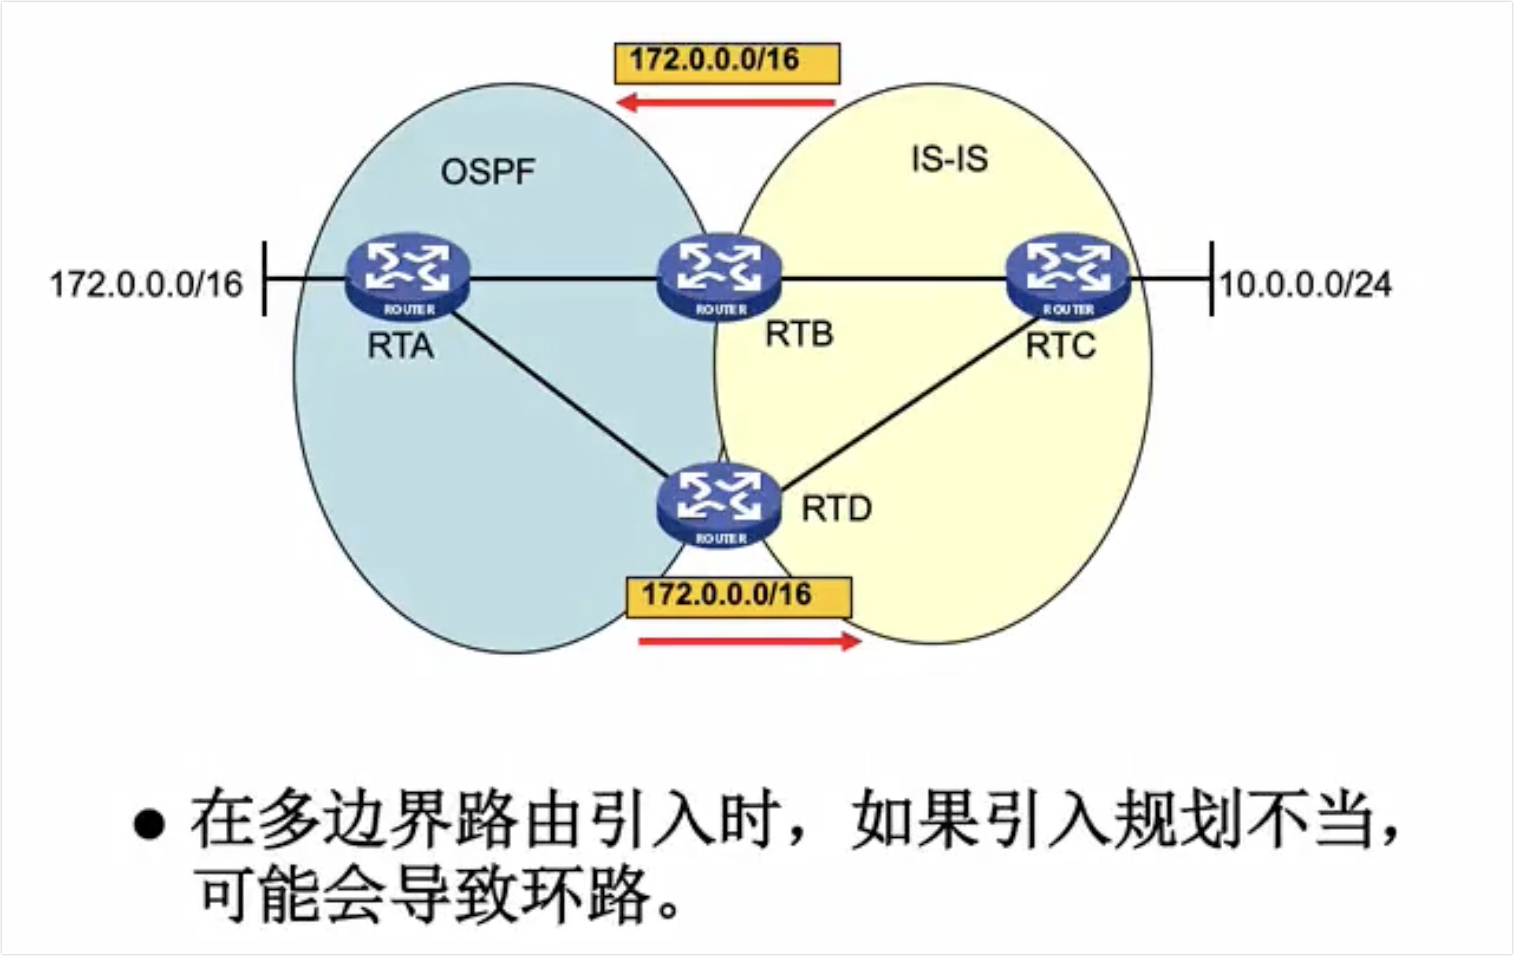 172.0.0.0/16
OSPF
IS-IS
172.0.0.0/16
ROUTER
ROUTER
ROUTER
10.0.0.0/24
RTA
RTB
RTC
ROUTER
RTD
172.0.0.0/16
● 在多边界路由引入时，如果引入规划不当，
可能会导致环路。